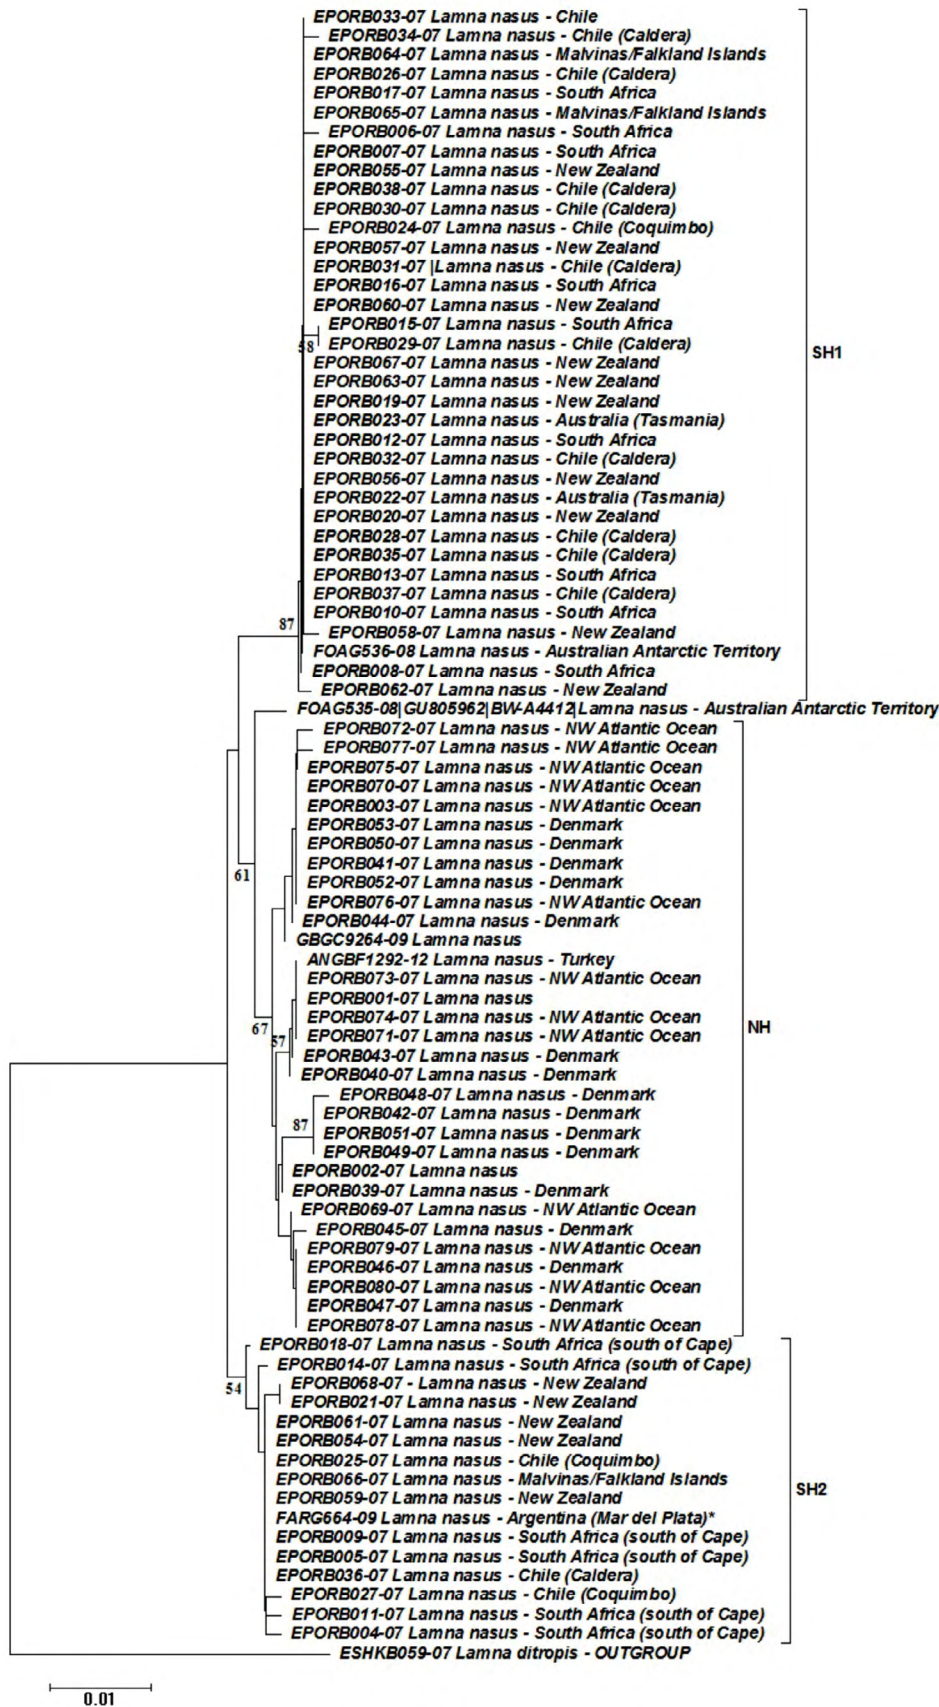 EPORB033-07 Lamna nasus - Chile
EPORB034-07 Lamna nasus - Chile (Caldera)
EPORB064-07 Lamna nasus - Malvinas/Falkland Islands
EPORB026-07 Lamna nasus - Chile (Caldera)
EPORB017-07 Lamna nasus - South Africa
EPORB065-07 Lamna nasus - Malvinas/Falkland Islands
EPORB006-07 Lamna nasus - South Africa
EPORB007-07 Lamna nasus - South Africa
EPORB055-07 Lamna nasus - New Zealand
EPORB038-07 Lamna nasus - Chile (Caldera)
EPORB030-07 Lamna nasus - Chile (Caldera)
EPORB024-07 Lamna nasus - Chile (Coquimbo)
EPORB057-07 Lamna nasus - New Zealand
EPORB031-07 |Lamna nasus - Chile (Caldera)
EPORB016-07 Lamna nasus - South Africa
EPORB060-07 Lamna nasus - New Zealand
EPORB015-07 Lamna nasus - South Africa
58
EPORB029-07 Lamna nasus - Chile (Caldera)
SH1
EPORB067-07 Lamna nasus - New Zealand
EPORB063-07 Lamna nasus - New Zealand
EPORB019-07 Lamna nasus - New Zealand
EPORB023-07 Lamna nasus - Australia (Tasmania)
EPORB012-07 Lamna nasus - South Africa
EPORB032-07 Lamna nasus - Chile (Caldera)
EPORB056-07 Lamna nasus - New Zealand
EPORB022-07 Lamna nasus - Australia (Tasmania)
EPORB020-07 Lamna nasus - New Zealand
EPORB028-07 Lamna nasus - Chile (Caldera)
EPORB035-07 Lamna nasus - Chile (Caldera)
EPORB013-07 Lamna nasus - South Africa
EPORB037-07 Lamna nasus - Chile (Caldera)
EPORB010-07 Lamna nasus - South Africa
87
EPORB058-07 Lamna nasus - New Zealand
FOAG536-08 Lamna nasus - Australian Antarctic Territory
EPORB008-07 Lamna nasus - South Africa
EPORB062-07 Lamna nasus - New Zealand
FOAG535-08|GU805962|BW-A4412|Lamna nasus - Australian Antarctic Territory
EPORB072-07 Lamna nasus - NW Atlantic Ocean
EPORB077-07 Lamna nasus - NW Atlantic Ocean
EPORB075-07 Lamna nasus - NW Atlantic Ocean
EPORB070-07 Lamna nasus - NW Atlantic Ocean
EPORB003-07 Lamna nasus - NW Atlantic Ocean
EPORB053-07 Lamna nasus - Denmark
EPORB050-07 Lamna nasus - Denmark
EPORB041-07 Lamna nasus - Denmark
61
EPORB052-07 Lamna nasus - Denmark
EPORB076-07 Lamna nasus - NW Atlantic Ocean
EPORB044-07 Lamna nasus - Denmark
GBGC9264-09 Lamna nasus
ANGBF1292-12 Lamna nasus - Turkey
EPORB073-07 Lamna nasus - NW Atlantic Ocean
EPORB001-07 Lamna nasus
EPORB074-07 Lamna nasus - NW Atlantic Ocean
67
NH
57
EPORB071-07 Lamna nasus - NW Atlantic Ocean
EPORB043-07 Lamna nasus - Denmark
EPORB040-07 Lamna nasus - Denmark
EPORB048-07 Lamna nasus - Denmark
EPORB042-07 Lamna nasus - Denmark
87
EPORB051-07 Lamna nasus - Denmark
EPORB049-07 Lamna nasus - Denmark
EPORB002-07 Lamna nasus
EPORB039-07 Lamna nasus - Denmark
EPORB069-07 Lamna nasus - NW Atlantic Ocean
EPORB045-07 Lamna nasus - Denmark
EPORB079-07 Lamna nasus - NW Atlantic Ocean
EPORB046-07 Lamna nasus - Denmark
EPORB080-07 Lamna nasus - NW Atlantic Ocean
EPORB047-07 Lamna nasus - Denmark
EPORB078-07 Lamna nasus - NW Atlantic Ocean
EPORB018-07 Lamna nasus - South Africa (south of Cape)
EPORB014-07 Lamna nasus - South Africa (south of Cape)
54
EPORB068-07 - Lamna nasus - New Zealand
EPORB021-07 Lamna nasus - New Zealand
EPORB061-07 Lamna nasus - New Zealand
EPORB054-07 Lamna nasus - New Zealand
EPORB025-07 Lamna nasus - Chile (Coquimbo)
EPORB066-07 Lamna nasus - Malvinas/Falkland Islands
SH2
EPORB059-07 Lamna nasus - New Zealand
FARG664-09 Lamna nasus - Argentina (Mar del Plata)*
EPORB009-07 Lamna nasus - South Africa (south of Cape)
EPORB005-07 Lamna nasus - South Africa (south of Cape)
EPORB036-07 Lamna nasus - Chile (Caldera)
EPORB027-07 Lamna nasus - Chile (Coquimbo)
EPORB011-07 Lamna nasus - South Africa (south of Cape)
EPORB004-07 Lamna nasus - South Africa (south of Cape)
ESHKB059-07 Lamna ditropis - OUTGROUP
0.01